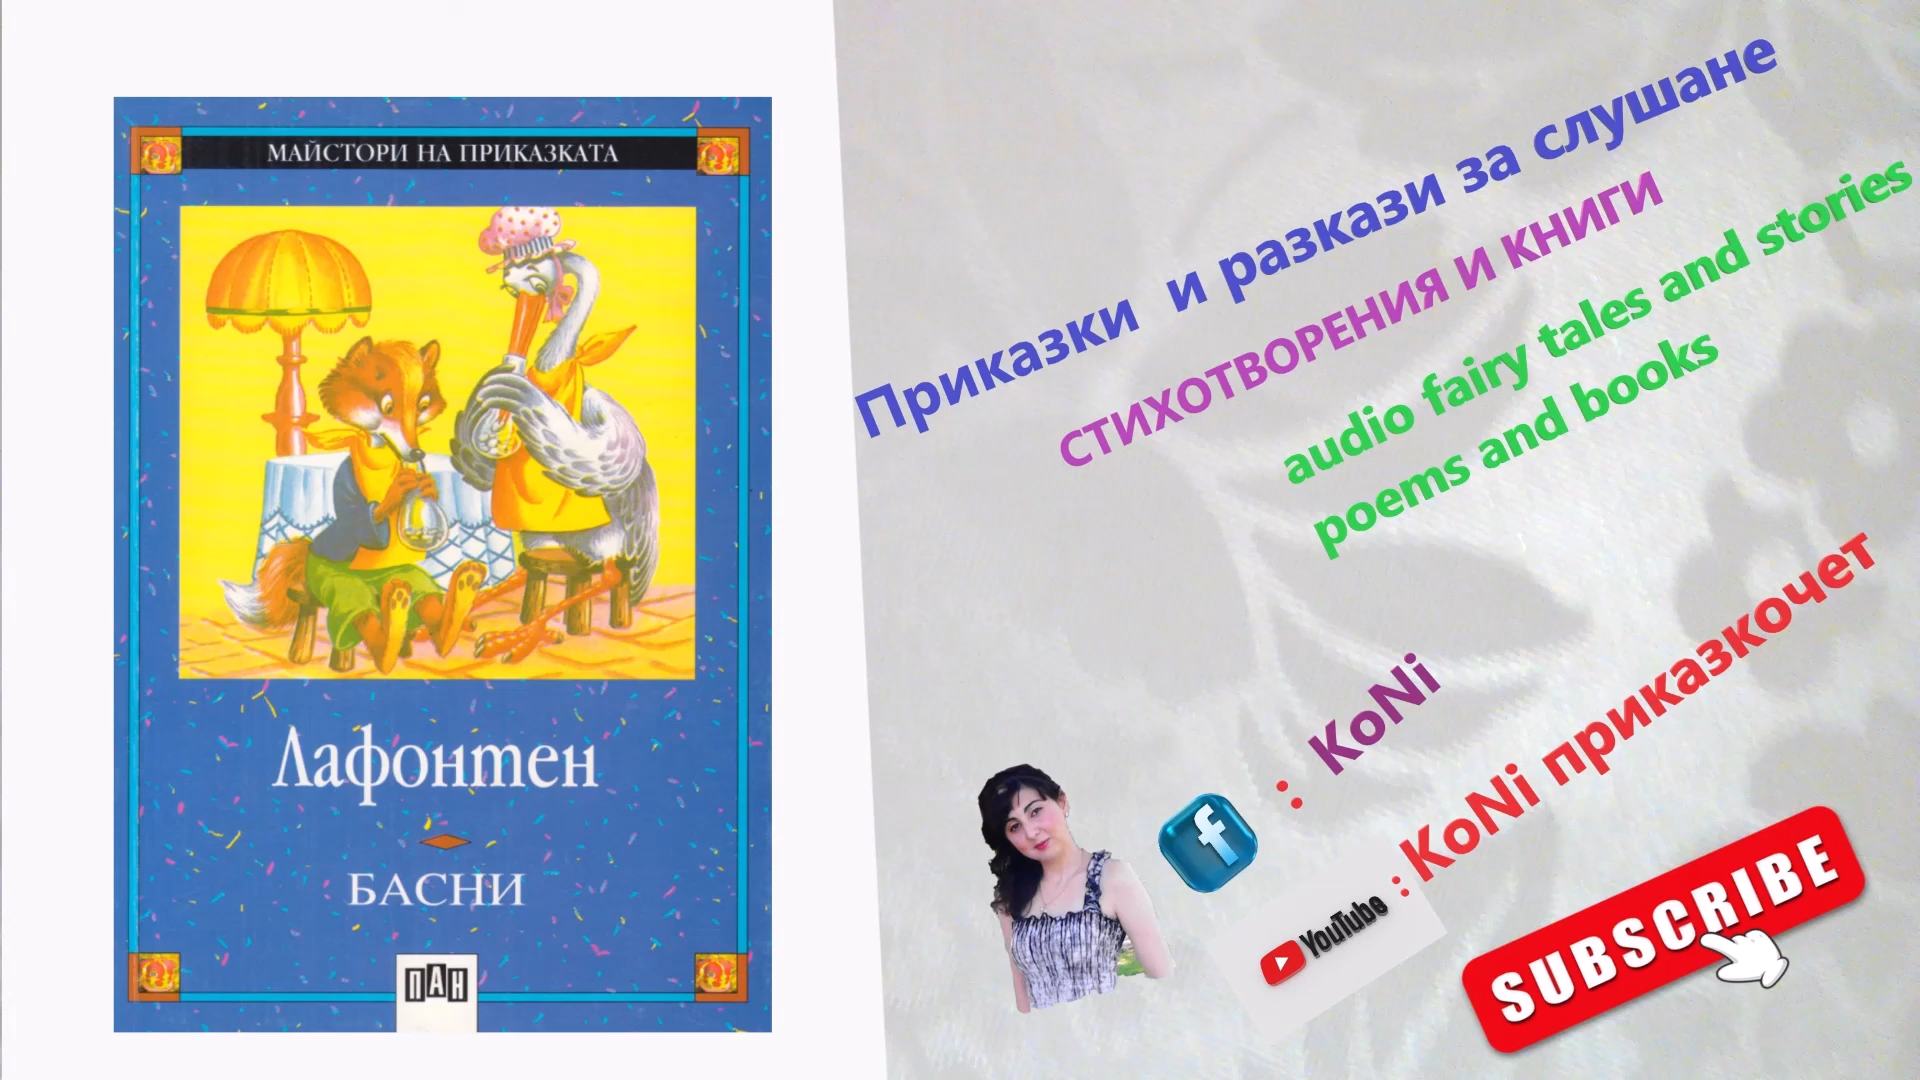 МАЙСТОРИ НА ПРИКАЗКАТА
Лафонтен
БАСНИ
ПАН
Приказки и разкази за слушане
СТИХОТВОРЕНИЯ И КНИГИ
audio fairy tales and stories
poems and books
f : KoNi
YouTube : KoNi приказкочет
SUBSCRIBE